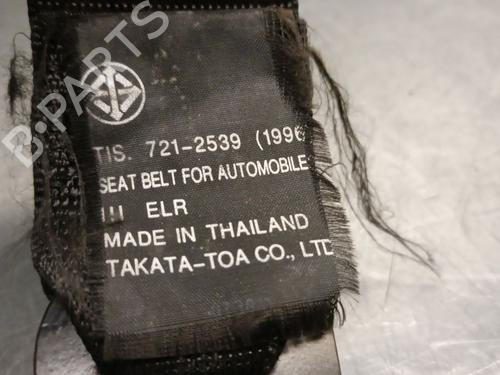 B-PARTS
TIS. 721-2539 (1996
SEAT BELT FOR AUTOMOBILE
III ELR
MADE IN THAILAND
TAKATA-TOA CO., LTD